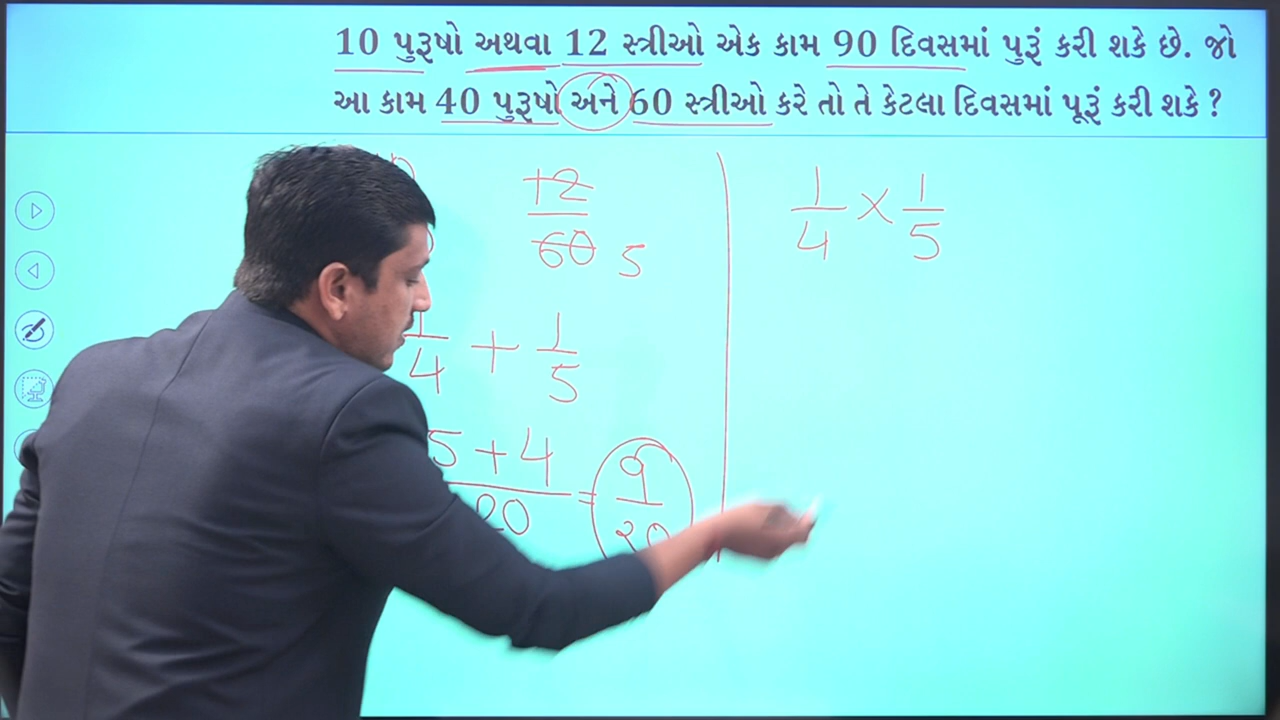 10 પુરૂષો અથવા 12 સ્ત્રીઓ એક કામ 90 દિવસમાં પુરૂં કરી શકે છે. જો
આ કામ 40 પુરૂષો અને 60 સ્ત્રીઓ કરે તો તે કેટલા દિવસમાં પૂરૂં કરી શકે ?
12
60 5
1/4 + 1/5
5+4/20 = 9/20
1/4 × 1/5